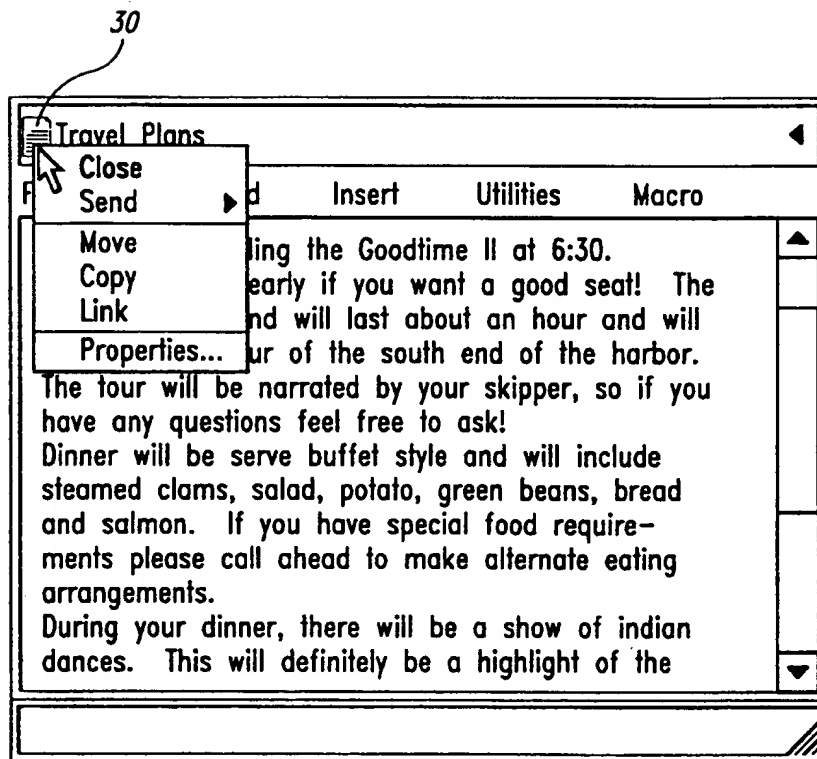 30
Travel Plans
Close
F d Insert Utilities Macro
Send
Move
ling the Goodtime II at 6:30.
Copy
early if you want a good seat! The
Link
nd will last about an hour and will
Properties...
ur of the south end of the harbor.
The tour will be narrated by your skipper, so if you
have any questions feel free to ask!
Dinner will be serve buffet style and will include
steamed clams, salad, potato, green beans, bread
and salmon. If you have special food require-
ments please call ahead to make alternate eating
arrangements.
During your dinner, there will be a show of indian
dances. This will definitely be a highlight of the